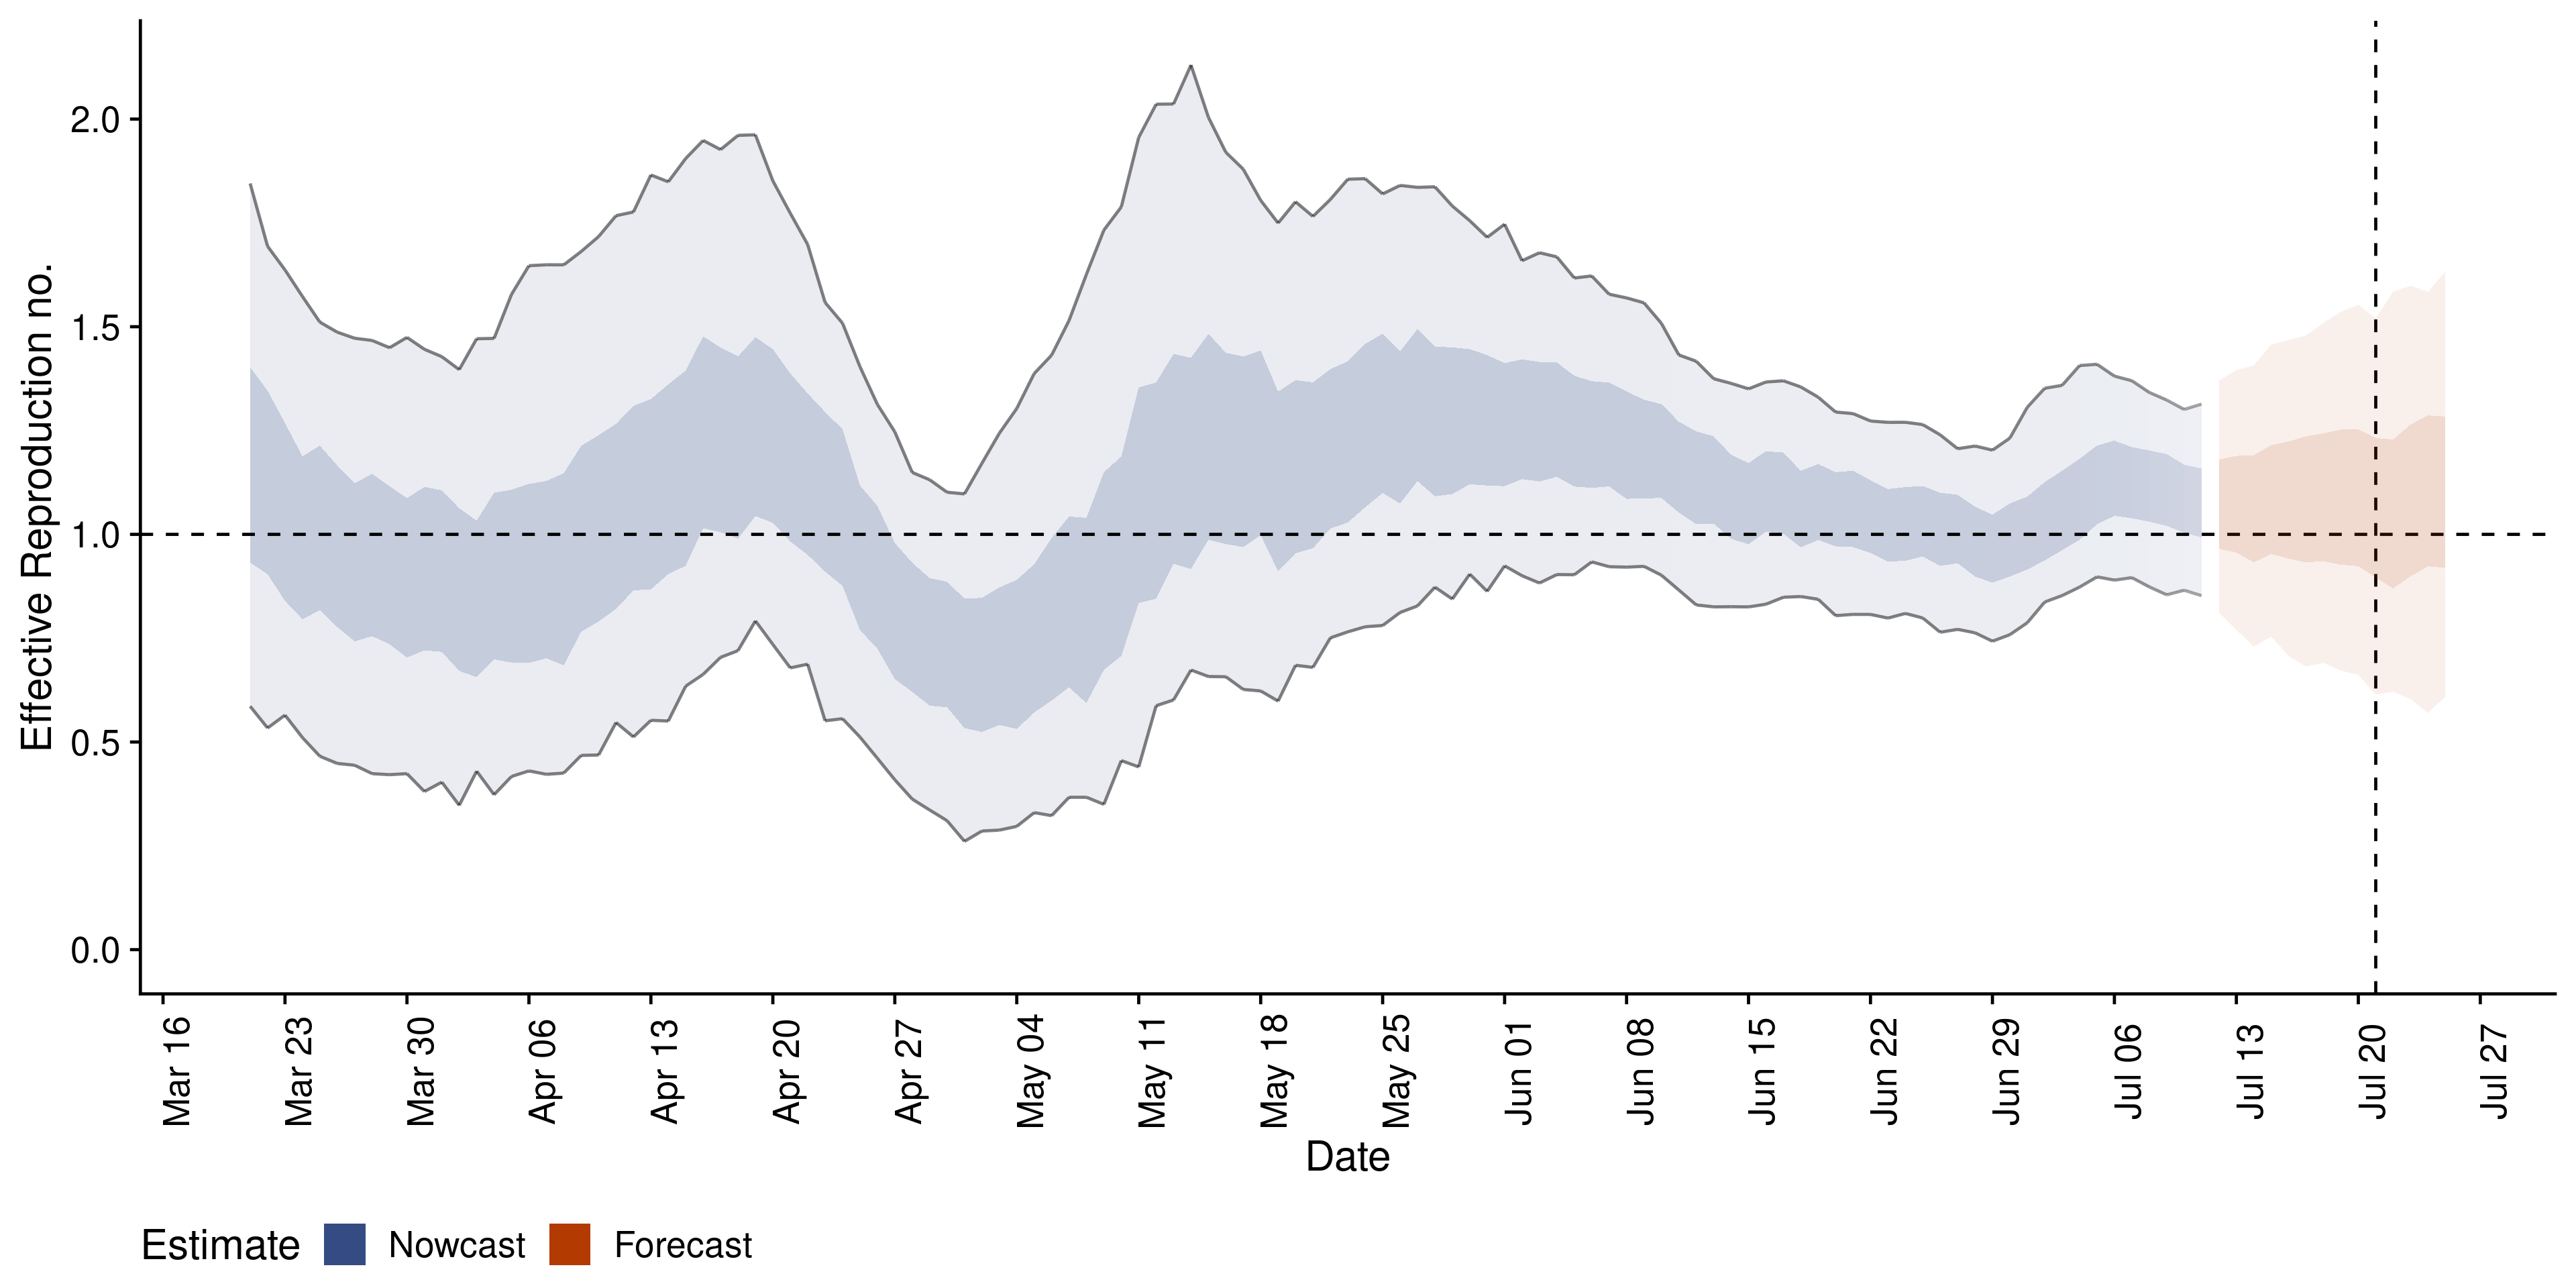 Effective Reproduction no.
2.0
1.5
1.0
0.5
0.0
Mar 16
Mar 23
Mar 30
Apr 06
Apr 13
Apr 20
Apr 27
May 04
May 11
May 18
May 25
Jun 01
Jun 08
Jun 15
Jun 22
Jun 29
Jul 06
Jul 13
Jul 20
Jul 27
Date
Estimate Nowcast Forecast